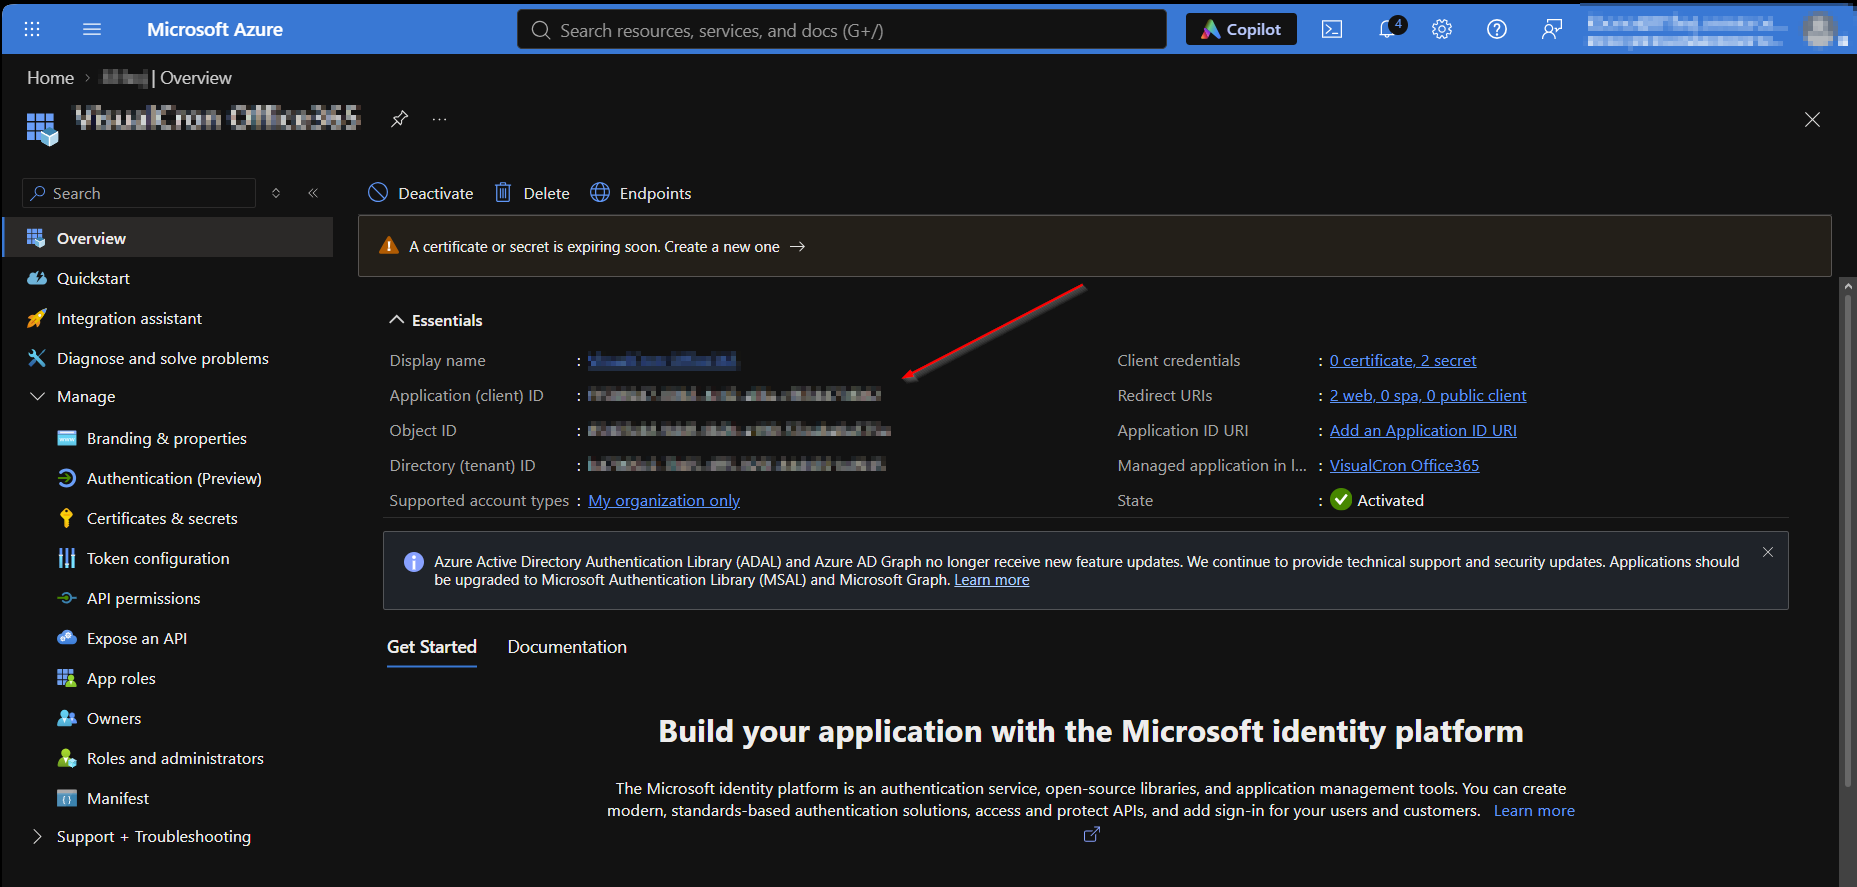 Microsoft Azure
Search resources, services, and docs (G+/)
Copilot
4
Home > | Overview
VisualCron Office365
...
Search
Deactivate Delete Endpoints
A certificate or secret is expiring soon. Create a new one →
Overview
Quickstart
Integration assistant
Diagnose and solve problems
Manage
Branding & properties
Authentication (Preview)
Certificates & secrets
Token configuration
API permissions
Expose an API
App roles
Owners
Roles and administrators
Manifest
Support + Troubleshooting
Essentials
Display name :
Application (client) ID :
Object ID :
Directory (tenant) ID :
Supported account types : My organization only
Client credentials : 0 certificate, 2 secret
Redirect URIs : 2 web, 0 spa, 0 public client
Application ID URI : Add an Application ID URI
Managed application in l... : VisualCron Office365
State : Activated
Azure Active Directory Authentication Library (ADAL) and Azure AD Graph no longer receive new feature updates. We continue to provide technical support and security updates. Applications should
be upgraded to Microsoft Authentication Library (MSAL) and Microsoft Graph. Learn more
Get Started Documentation
Build your application with the Microsoft identity platform
The Microsoft identity platform is an authentication service, open-source libraries, and application management tools. You can create
modern, standards-based authentication solutions, access and protect APIs, and add sign-in for your users and customers. Learn more